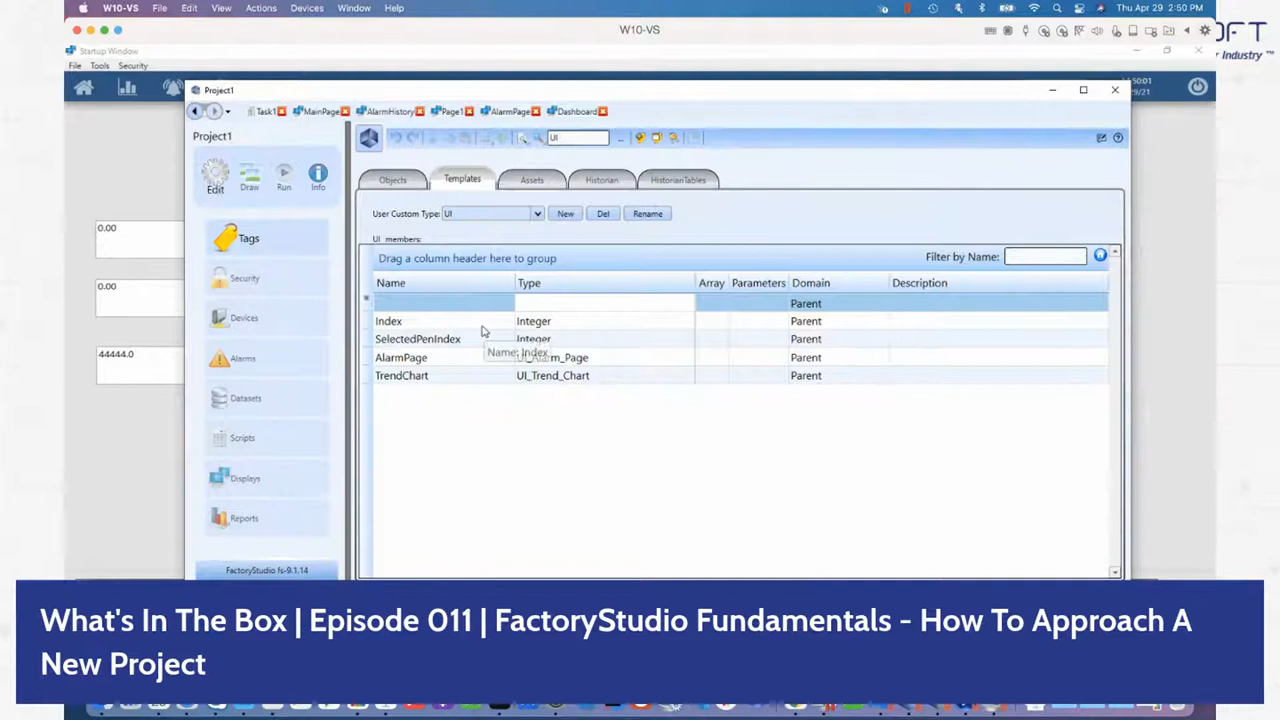 W10-VS File Edit View Actions Devices Window Help Thu Apr 29 2:50 PM
W10-VS
Startup Window
File Tools Security
Project1
Task1 MainPage AlarmHistory Page1 AlarmPage Dashboard
Project1
UI
Edit Draw Run Info
Objects Templates Assets Historian HistorianTables
User Custom Type: UI New Del Rename
UI members:
Drag a column header here to group Filter by Name:
Name Type Array Parameters Domain Description
Parent
Index Integer Parent
SelectedPenIndex Integer Parent
Name: Index
AlarmPage UI_Alarm_Page Parent
TrendChart UI_Trend_Chart Parent
Tags
Security
Devices
Alarms
Datasets
Scripts
Displays
Reports
FactoryStudio fs-9.1.14
0.00
0.00
44444.0
What's In The Box | Episode 011 | FactoryStudio Fundamentals - How To Approach A
New Project